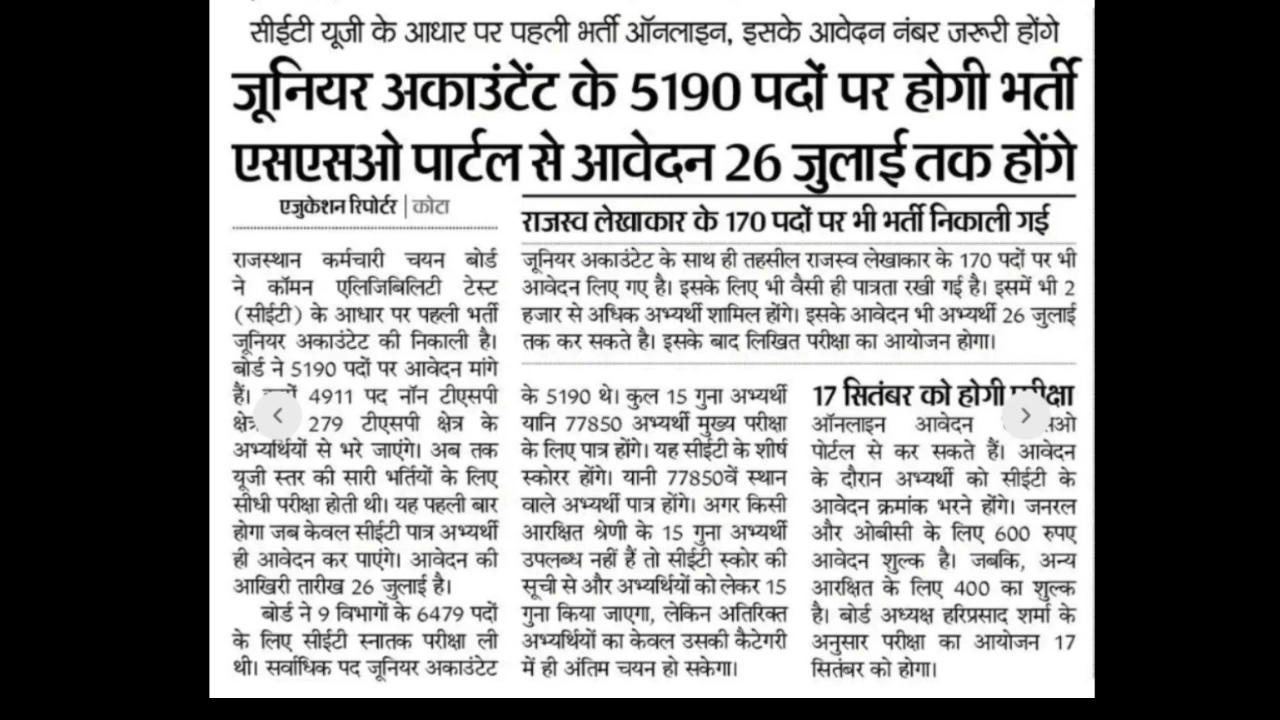 सीईटी यूजी के आधार पर पहली भर्ती ऑनलाइन, इसके आवेदन नंबर जरूरी होंगे
जूनियर अकाउंटेंट के 5190 पदों पर होगी भर्ती
एसएसओ पार्टल से आवेदन 26 जुलाई तक होंगे
एजुकेशन रिपोर्टर | कोटा
राजस्थान कर्मचारी चयन बोर्ड
ने कॉमन एलिजिबिलिटी टेस्ट
(सीईटी) के आधार पर पहली भर्ती
जूनियर अकाउंटेट की निकाली है।
बोर्ड ने 5190 पदों पर आवेदन मांगे
हैं। 4911 पद नॉन टीएसपी
279 टीएसपी क्षेत्र के
अभ्यर्थियों से भरे जाएंगे। अब तक
यूजी स्तर की सारी भर्तियों के लिए
सीधी परीक्षा होती थी। यह पहली बार
होगा जब केवल सीईटी पात्र अभ्यर्थी
ही आवेदन कर पाएंगे। आवेदन की
आखिरी तारीख 26 जुलाई है।
बोर्ड ने 9 विभागों के 6479 पदों
के लिए सीईटी स्नातक परीक्षा ली
थी। सर्वाधिक पद जूनियर अकाउंटेट
राजस्व लेखाकार के 170 पदों पर भी भर्ती निकाली गई
जूनियर अकाउंटेट के साथ ही तहसील राजस्व लेखाकार के 170 पदों पर भी
आवेदन लिए गए है। इसके लिए भी वैसी ही पात्रता रखी गई है। इसमें भी 2
हजार से अधिक अभ्यर्थी शामिल होंगे। इसके आवेदन भी अभ्यर्थी 26 जुलाई
तक कर सकते है। इसके बाद लिखित परीक्षा का आयोजन होगा।
के 5190 थे। कुल 15 गुना अभ्यर्थी
यानि 77850 अभ्यर्थी मुख्य परीक्षा
के लिए पात्र होंगे। यह सीईटी के शीर्ष
स्कोरर होंगे। यानी 77850वें स्थान
वाले अभ्यर्थी पात्र होंगे। अगर किसी
आरक्षित श्रेणी के 15 गुना अभ्यर्थी
उपलब्ध नहीं हैं तो सीईटी स्कोर की
सूची से और अभ्यर्थियों को लेकर 15
गुना किया जाएगा, लेकिन अतिरिक्त
अभ्यर्थियों का केवल उसकी कैटेगरी
में ही अंतिम चयन हो सकेगा।
17 सितंबर को होगी परीक्षा
ऑनलाइन आवेदन
पोर्टल से कर सकते हैं। आवेदन
के दौरान अभ्यर्थी को सीईटी के
आवेदन क्रमांक भरने होंगे। जनरल
और ओबीसी के लिए 600 रुपए
आवेदन शुल्क है। जबकि, अन्य
आरक्षित के लिए 400 का शुल्क
है। बोर्ड अध्यक्ष हरिप्रसाद शर्मा के
अनुसार परीक्षा का आयोजन 17
सितंबर को होगा।